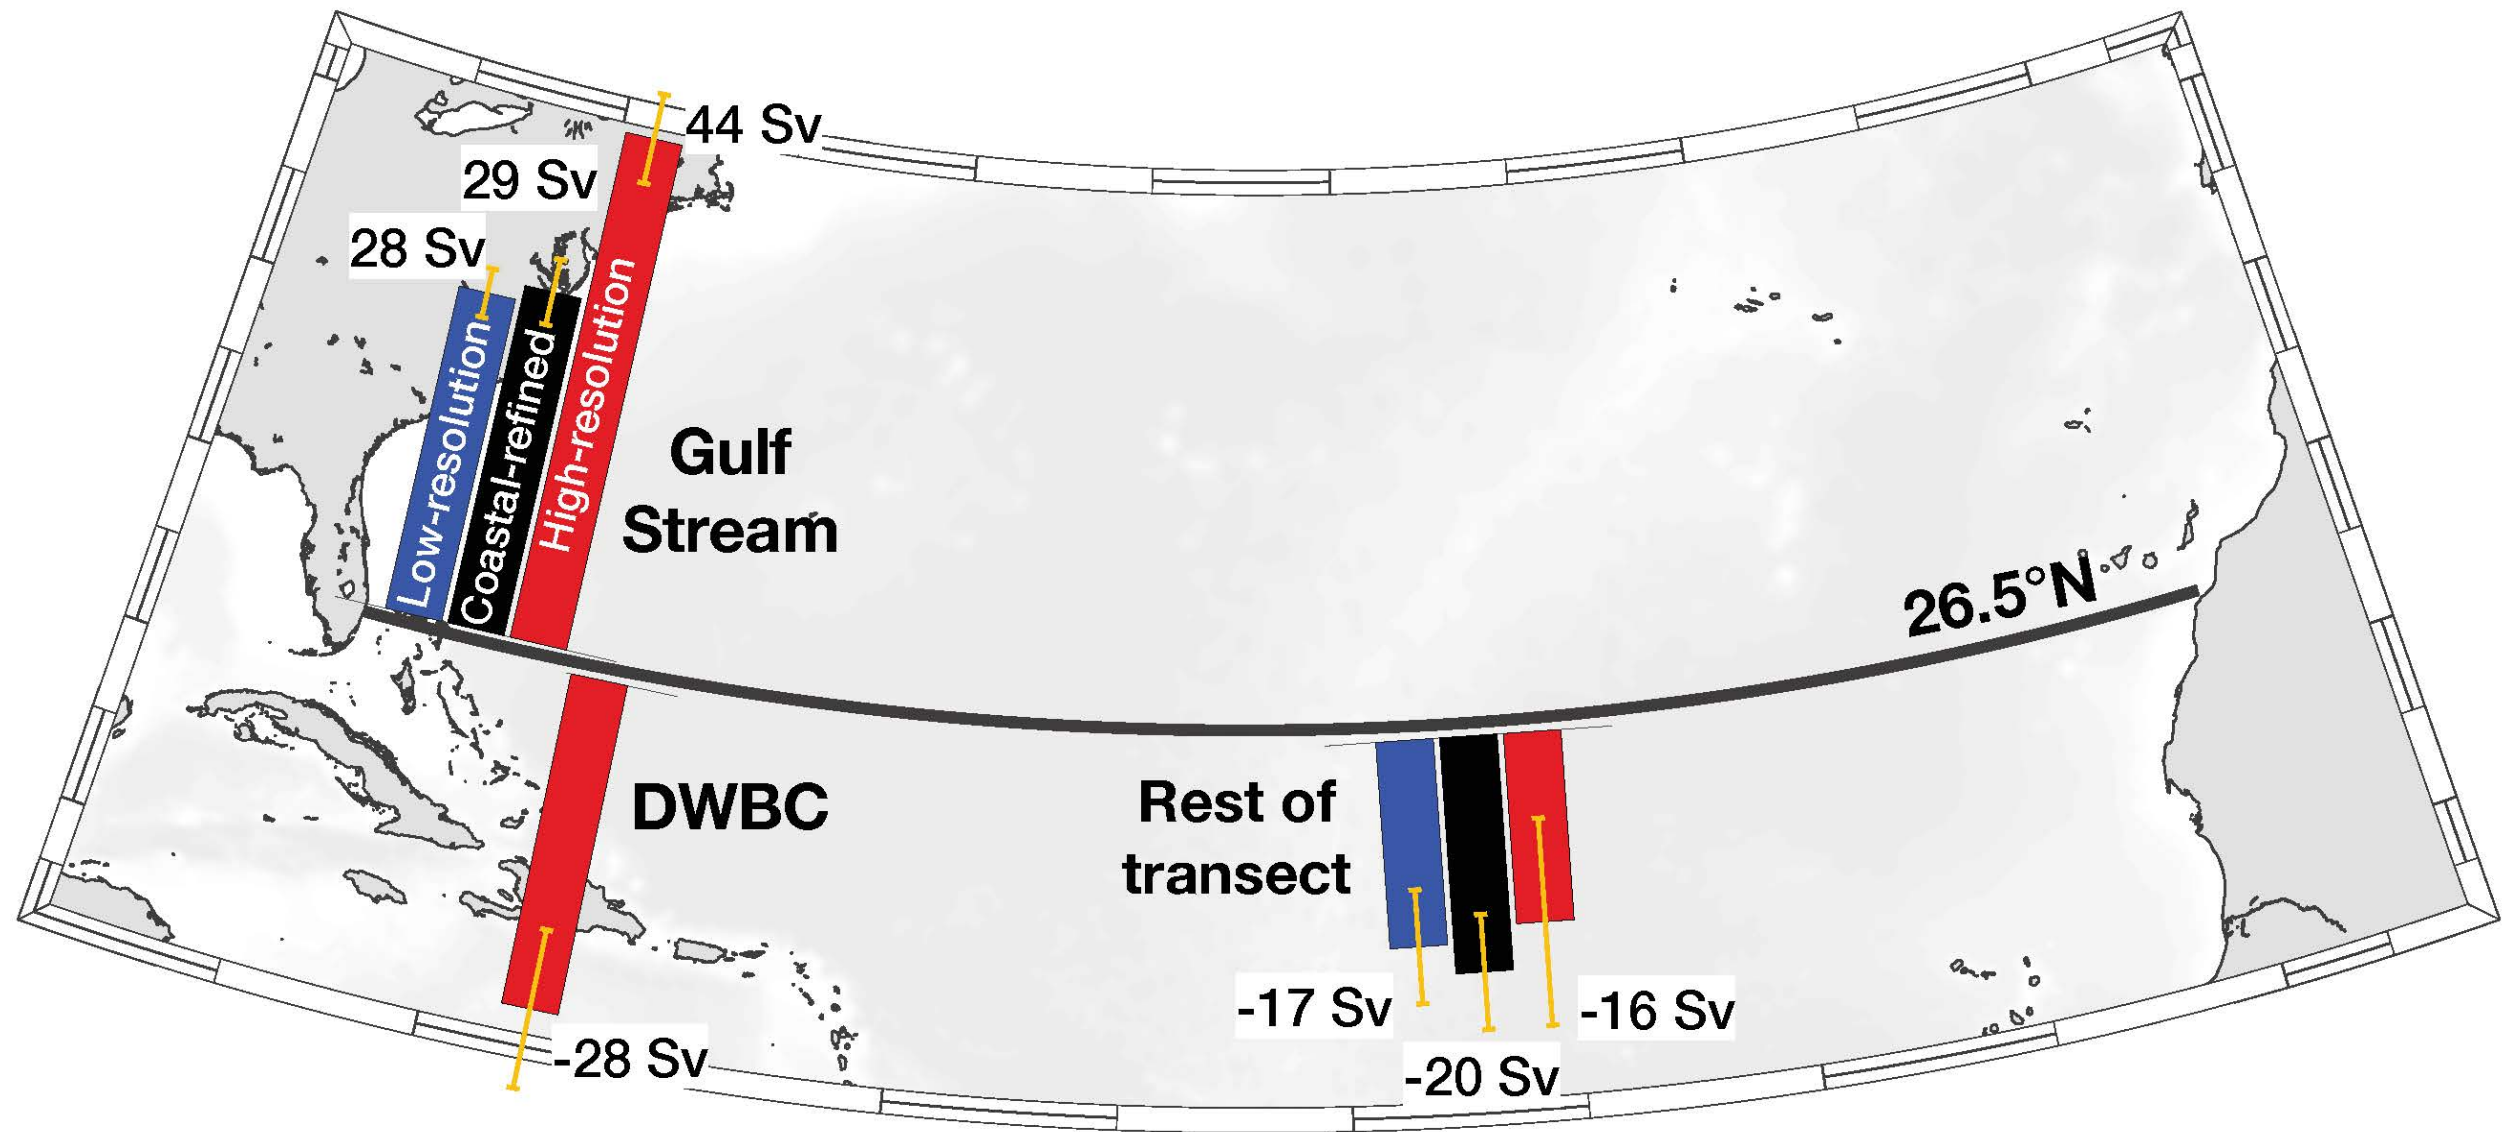 44 Sv
29 Sv
28 Sv
Low-resolution
Coastal-refined
High-resolution
Gulf
Stream
26.5°N
DWBC
Rest of
transect
-17 Sv
-16 Sv
-28 Sv
-20 Sv